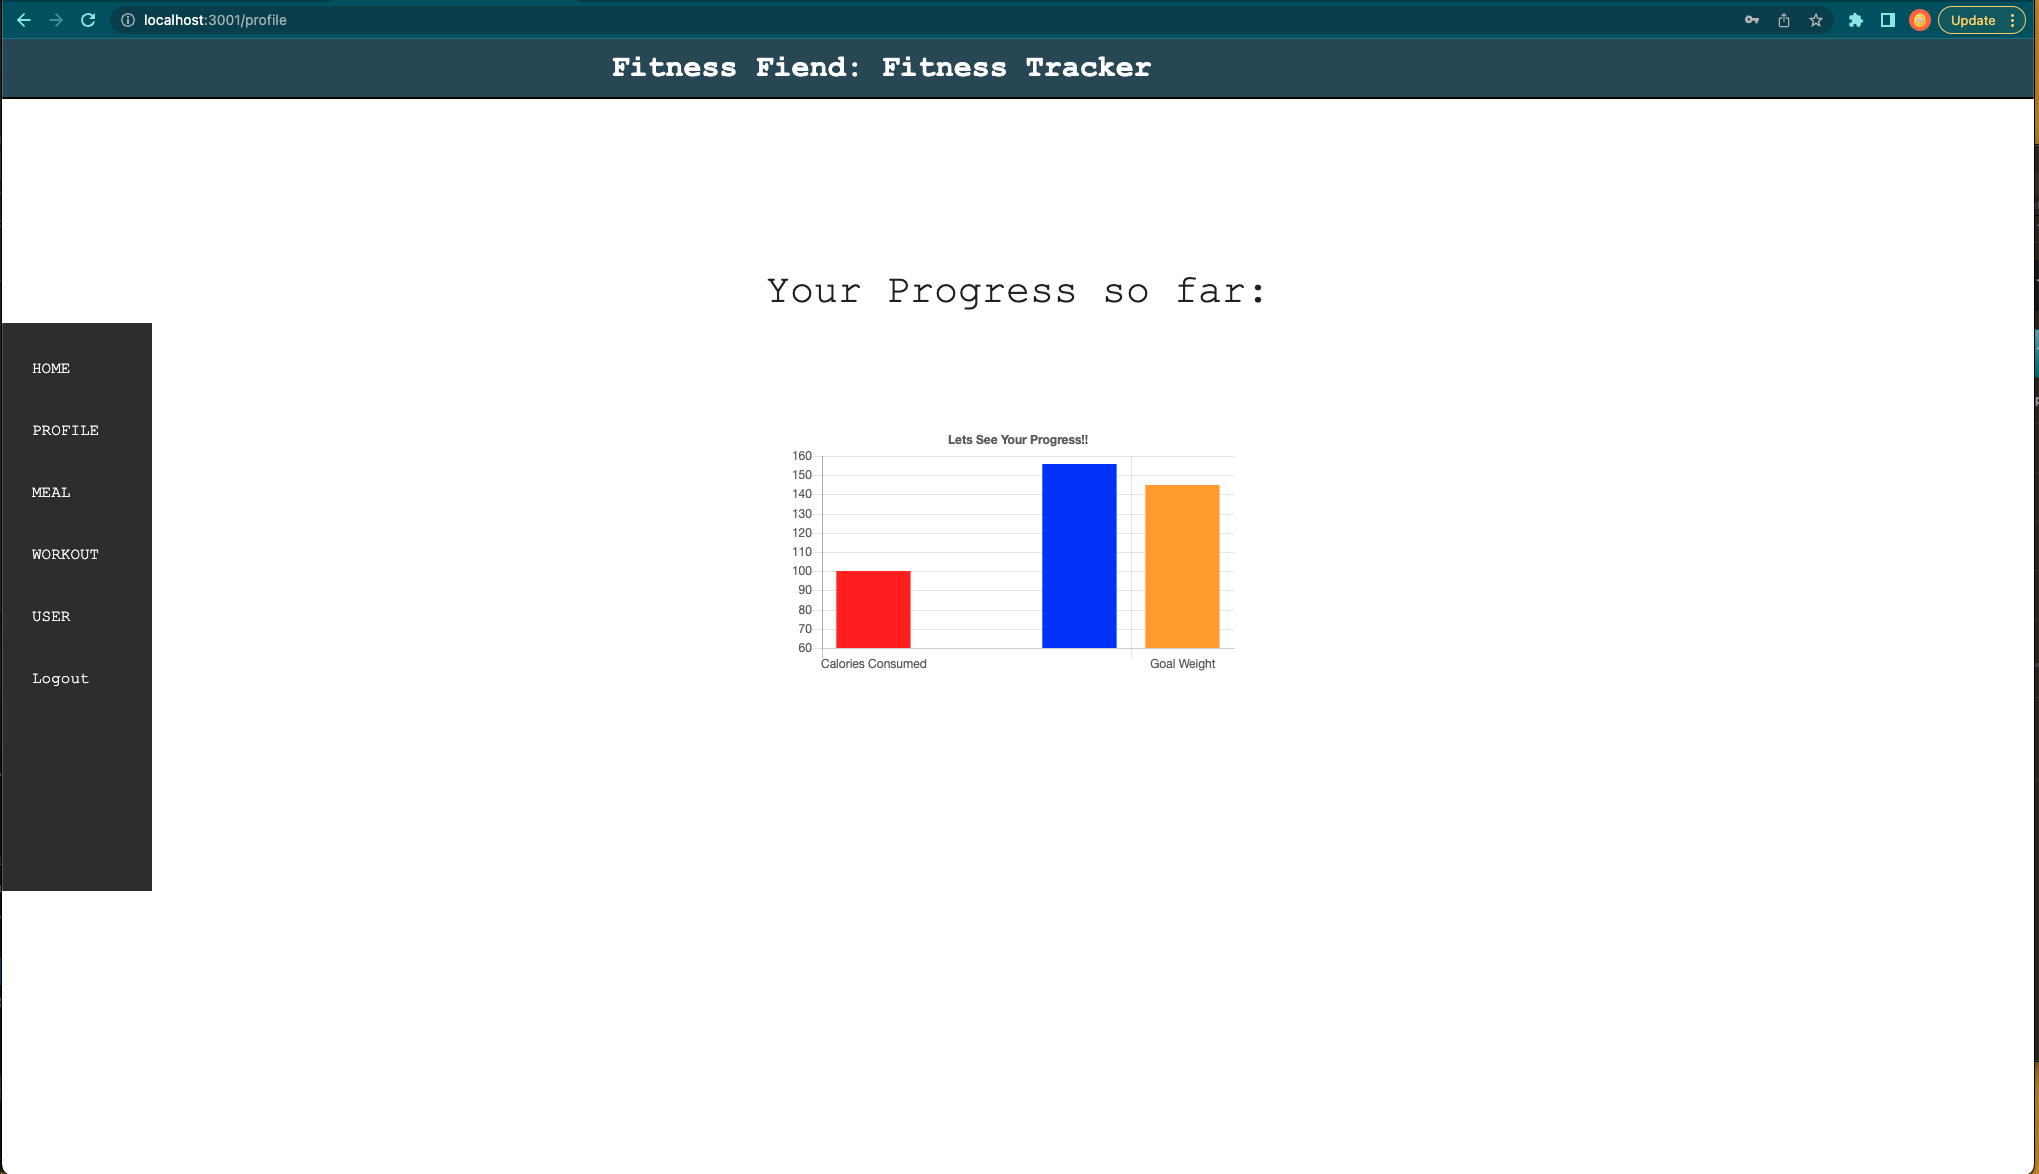 localhost:3001/profile
Update
Fitness Fiend: Fitness Tracker
Your Progress so far:
HOME
PROFILE
MEAL
WORKOUT
USER
Logout
Lets See Your Progress!!
160
150
140
130
120
110
100
90
80
70
60
Calories Consumed
Goal Weight